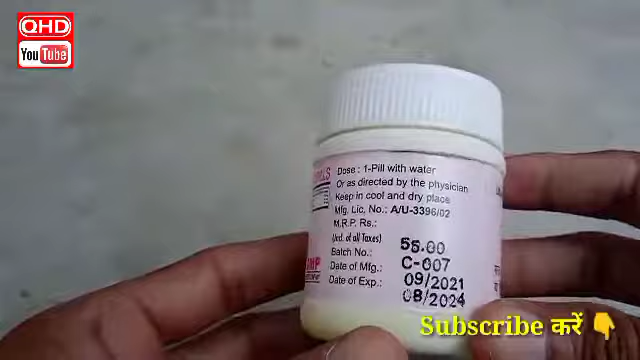 QHD
YouTube
Dose : 1-Pill with water
Or as directed by the physician
Keep in cool and dry place
Mfg. Lic, No.: A/U-3396/02
M.R.P. Rs.:
(Incl. of all Taxes) 55.00
Batch No.: C-007
Date of Mfg.: 09/2021
Date of Exp.: 08/2024
Subscribe करें 👇